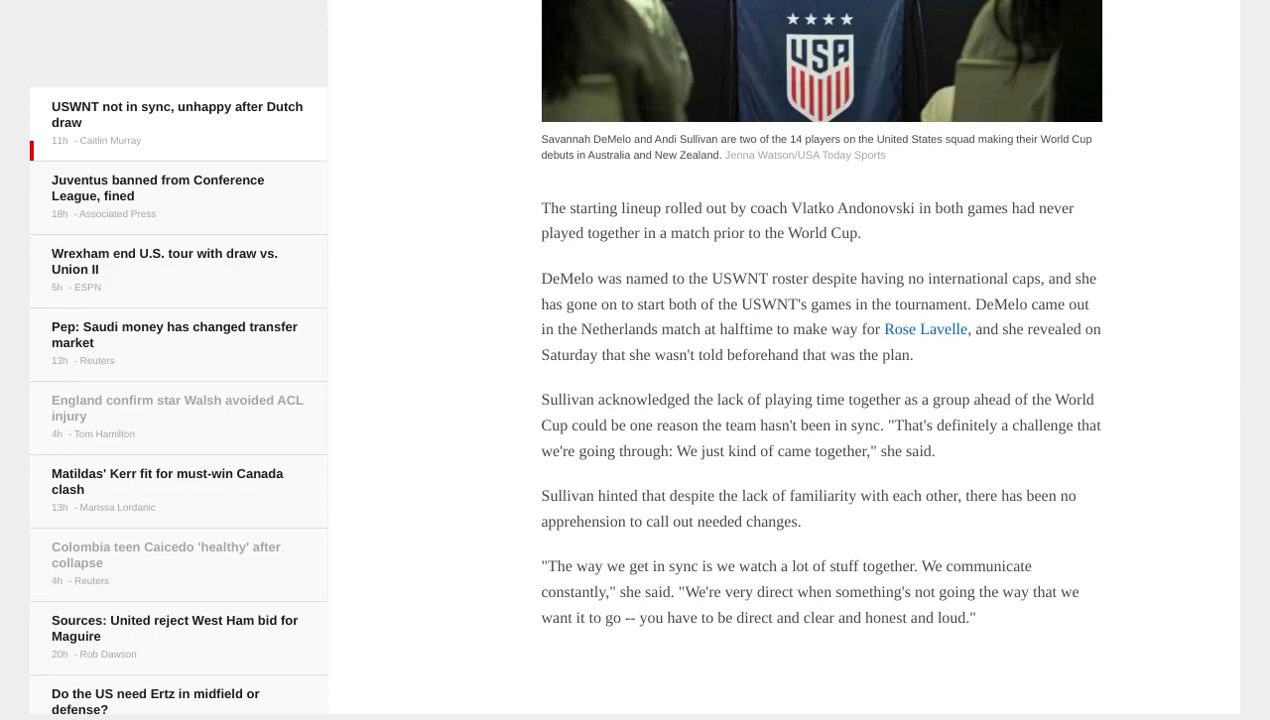 USA
USWNT not in sync, unhappy after Dutch
draw
11h - Caitlin Murray
Juventus banned from Conference
League, fined
18h - Associated Press
Wrexham end U.S. tour with draw vs.
Union II
5h - ESPN
Pep: Saudi money has changed transfer
market
13h - Reuters
England confirm star Walsh avoided ACL
injury
4h - Tom Hamilton
Matildas' Kerr fit for must-win Canada
clash
13h - Marissa Lordanic
Colombia teen Caicedo 'healthy' after
collapse
4h - Reuters
Sources: United reject West Ham bid for
Maguire
20h - Rob Dawson
Do the US need Ertz in midfield or
defense?
Savannah DeMelo and Andi Sullivan are two of the 14 players on the United States squad making their World Cup
debuts in Australia and New Zealand. Jenna Watson/USA Today Sports
The starting lineup rolled out by coach Vlatko Andonovski in both games had never
played together in a match prior to the World Cup.
DeMelo was named to the USWNT roster despite having no international caps, and she
has gone on to start both of the USWNT's games in the tournament. DeMelo came out
in the Netherlands match at halftime to make way for Rose Lavelle, and she revealed on
Saturday that she wasn't told beforehand that was the plan.
Sullivan acknowledged the lack of playing time together as a group ahead of the World
Cup could be one reason the team hasn't been in sync. "That's definitely a challenge that
we're going through: We just kind of came together," she said.
Sullivan hinted that despite the lack of familiarity with each other, there has been no
apprehension to call out needed changes.
"The way we get in sync is we watch a lot of stuff together. We communicate
constantly," she said. "We're very direct when something's not going the way that we
want it to go -- you have to be direct and clear and honest and loud."